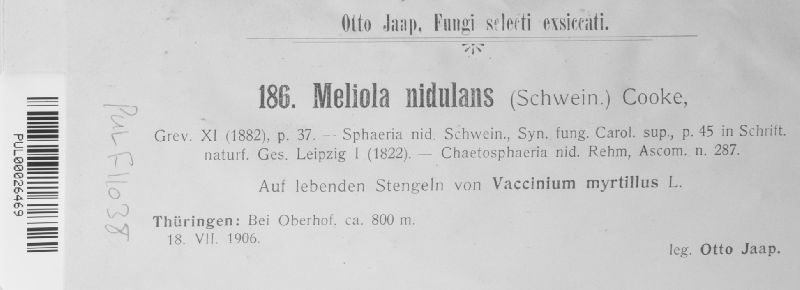 Otto Jaap, Fungi selecti exsiccati.
186. Meliola nidulans (Schwein.) Cooke,
Grev. XI (1882), p. 37. — Sphaeria nid. Schwein., Syn. fung. Carol. sup., p. 45 in Schrift.
naturf. Ges. Leipzig I (1822). — Chaetosphaeria nid. Rehm, Ascom. n. 287.
Auf lebenden Stengeln von Vaccinium myrtillus L.
Thüringen: Bei Oberhof, ca. 800 m.
18. VII. 1906.
leg. Otto Jaap.
PUL00026469
PUL F11038